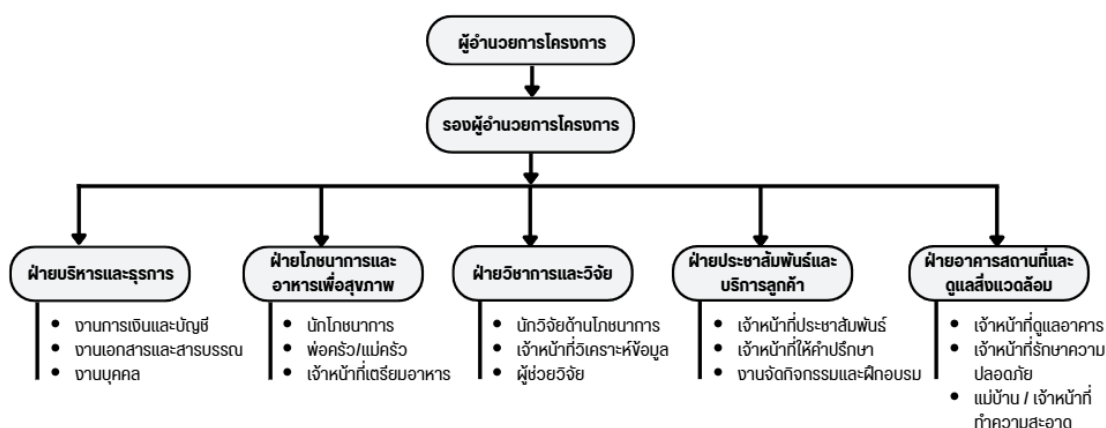 ผู้อำนวยการโครงการ
รองผู้อำนวยการโครงการ
ฝ่ายบริหารและธุรการ
งานการเงินและบัญชี
งานเอกสารและสารบรรณ
งานบุคคล
ฝ่ายโภชนาการและ
อาหารเพื่อสุขภาพ
นักโภชนาการ
พ่อครัว/แม่ครัว
เจ้าหน้าที่เตรียมอาหาร
ฝ่ายวิชาการและวิจัย
นักวิจัยด้านโภชนาการ
เจ้าหน้าที่วิเคราะห์ข้อมูล
ผู้ช่วยวิจัย
ฝ่ายประชาสัมพันธ์และ
บริการลูกค้า
เจ้าหน้าที่ประชาสัมพันธ์
เจ้าหน้าที่ให้คำปรึกษา
งานจัดกิจกรรมและฝึกอบรม
ฝ่ายอาคารสถานที่และ
ดูแลสิ่งแวดล้อม
เจ้าหน้าที่ดูแลอาคาร
เจ้าหน้าที่รักษาความ
ปลอดภัย
แม่บ้าน / เจ้าหน้าที่
ทำความสะอาด